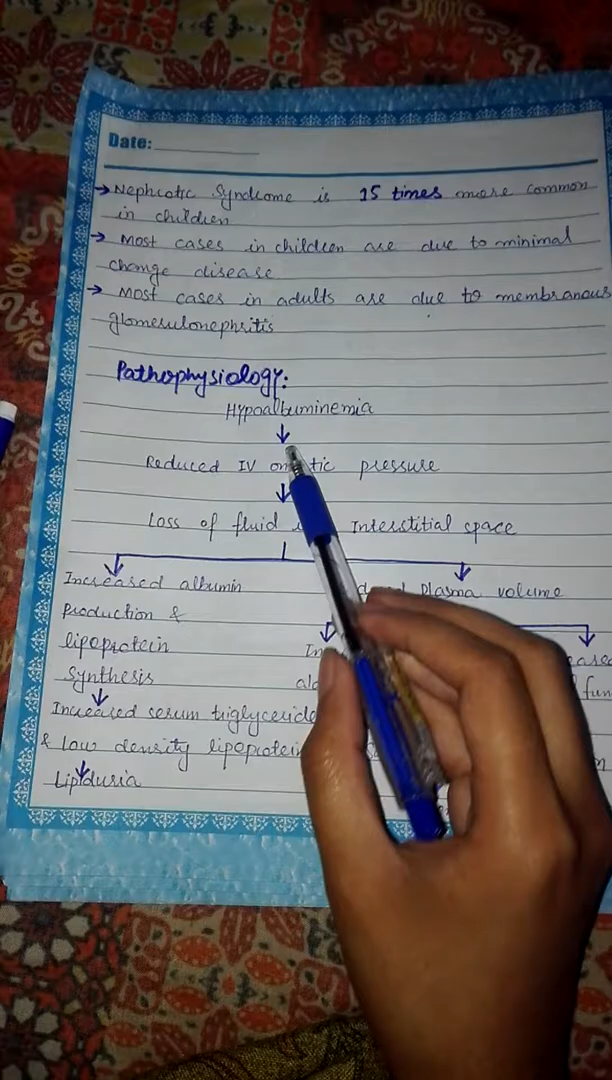 Date:
→ Nephrotic Syndrome is 15 times more common
in children
→ Most cases in children are due to minimal
change disease
→ Most cases in adults are due to membranous
glomerulonephritis
Pathophysiology:
Hypoalbuminemia
Reduced IV pressure
Loss of fluid Interstitial space
Increased albumin plasma volume
production &
lipoprotein
synthesis
Increased serum triglyceride
& low density lipoprotein
Lipiduria